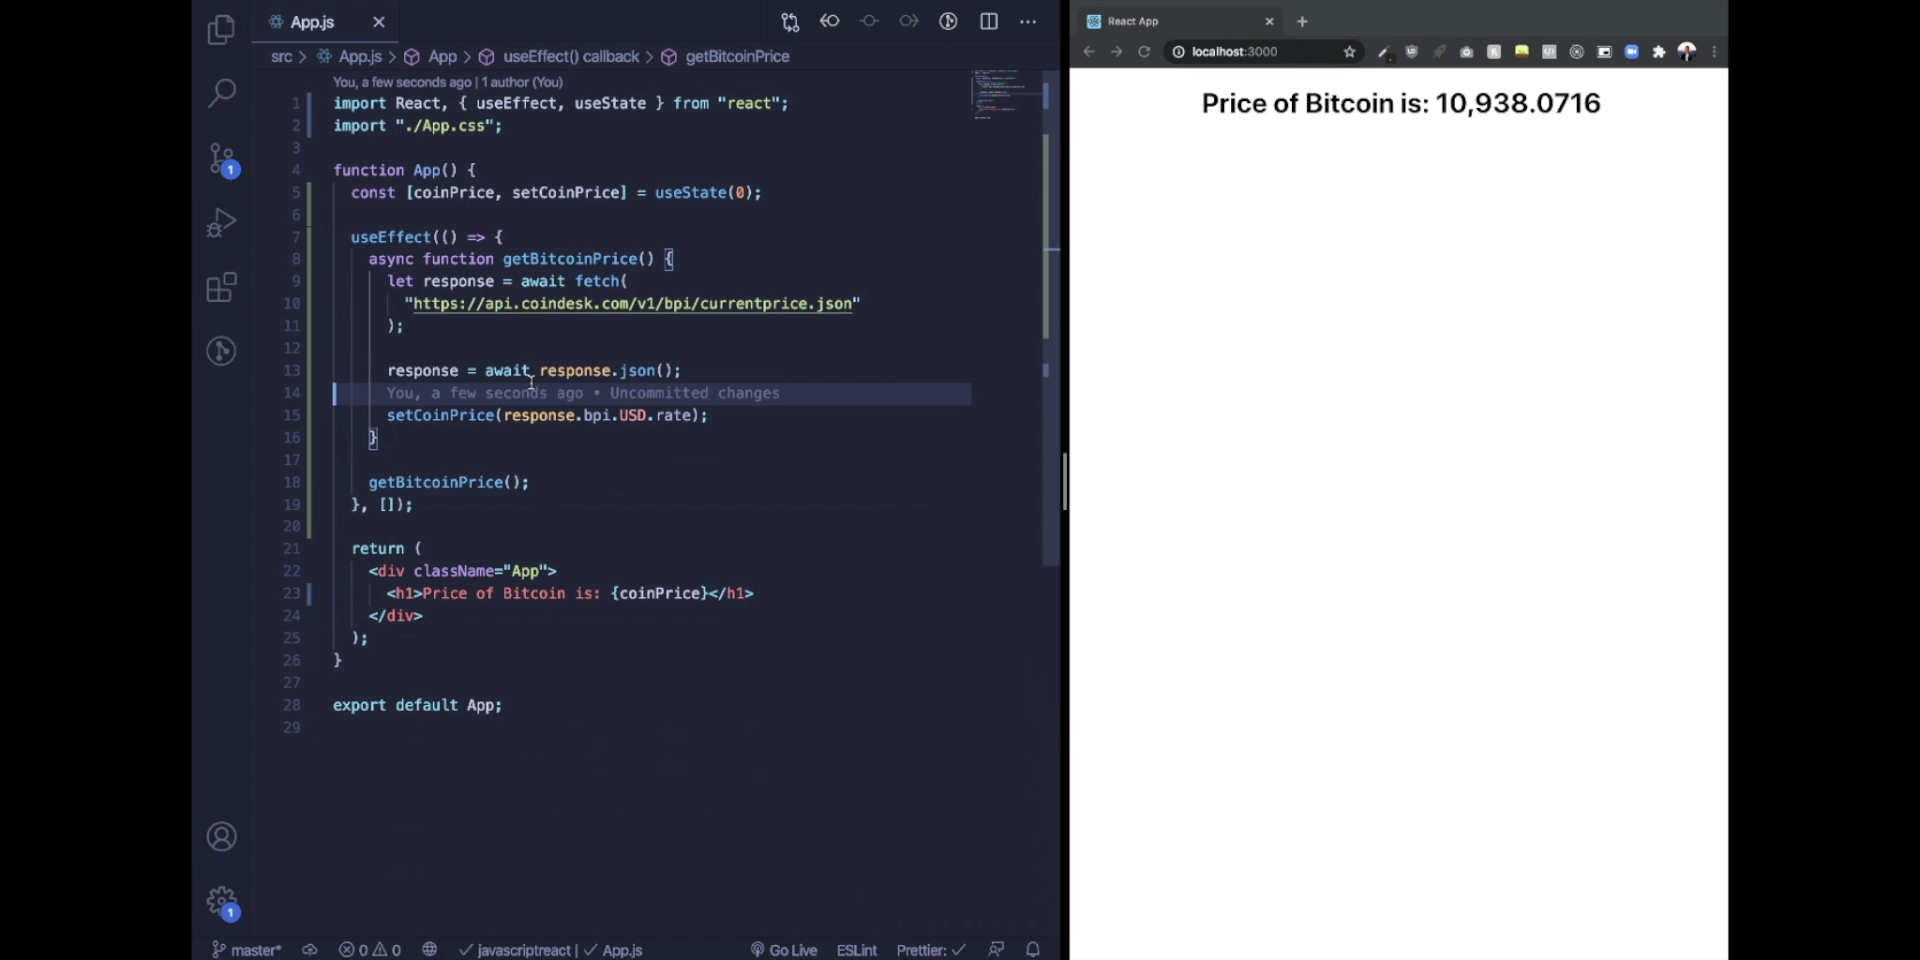 App.js
src > App.js > App > useEffect() callback > getBitcoinPrice
You, a few seconds ago | 1 author (You)
1 import React, { useEffect, useState } from "react";
2 import "./App.css";
3
4 function App() {
5 const [coinPrice, setCoinPrice] = useState(0);
6
7 useEffect(() => {
8 async function getBitcoinPrice() {
9 let response = await fetch(
10 "https://api.coindesk.com/v1/bpi/currentprice.json"
11 );
12
13 response = await response.json();
14 You, a few seconds ago • Uncommitted changes
15 setCoinPrice(response.bpi.USD.rate);
16 }
17
18 getBitcoinPrice();
19 }, []);
20
21 return (
22 <div className="App">
23 <h1>Price of Bitcoin is: {coinPrice}</h1>
24 </div>
25 );
26 }
27
28 export default App;
29
1
1
master* 0 0 javascriptreact | App.js Go Live ESLint Prettier:
React App
localhost:3000
Price of Bitcoin is: 10,938.0716